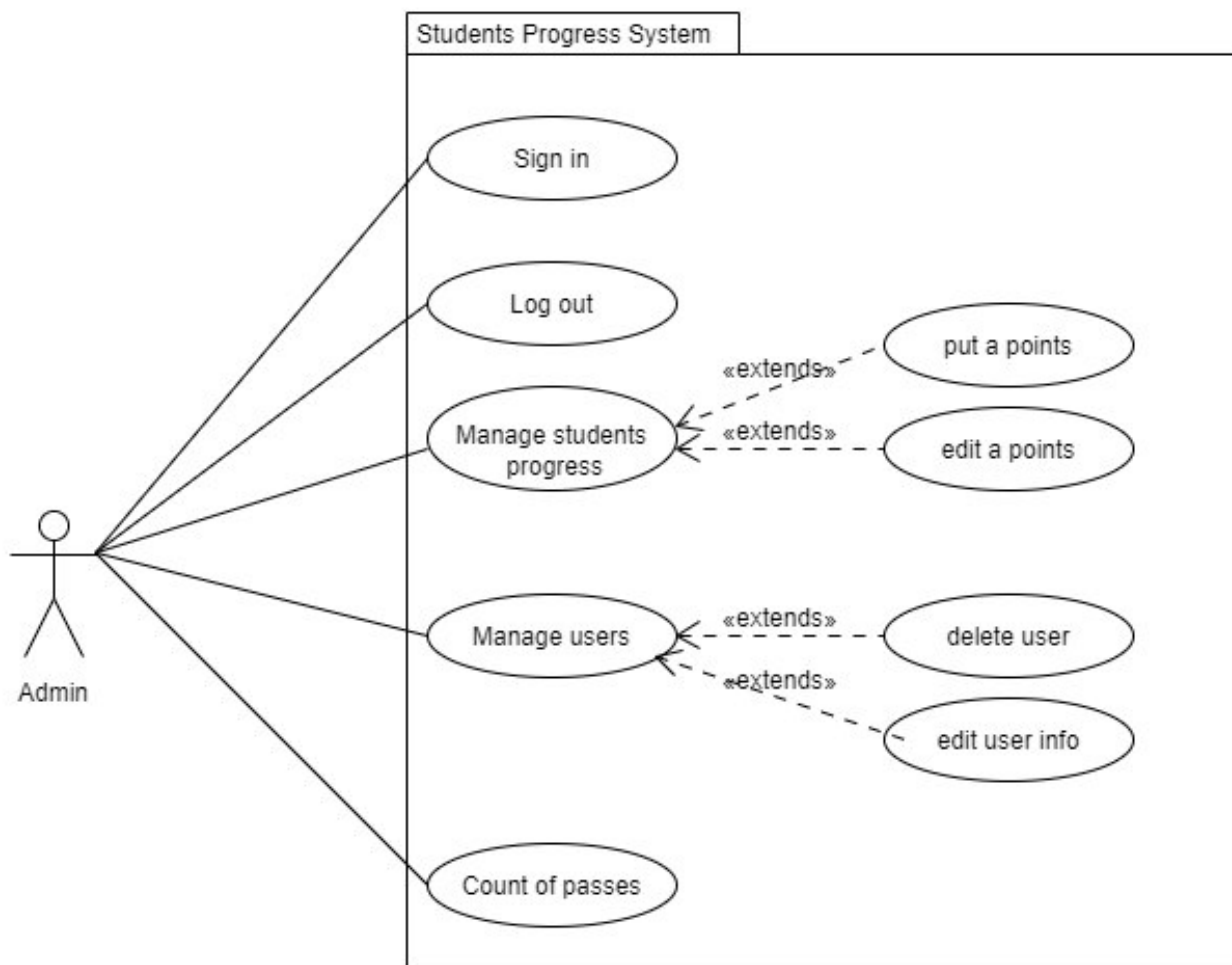 Students Progress System
Sign in
Log out
put a points
«extends»
«extends»
Manage students
progress
edit a points
Manage users
«extends»
delete user
«extends»
edit user info
Admin
Count of passes